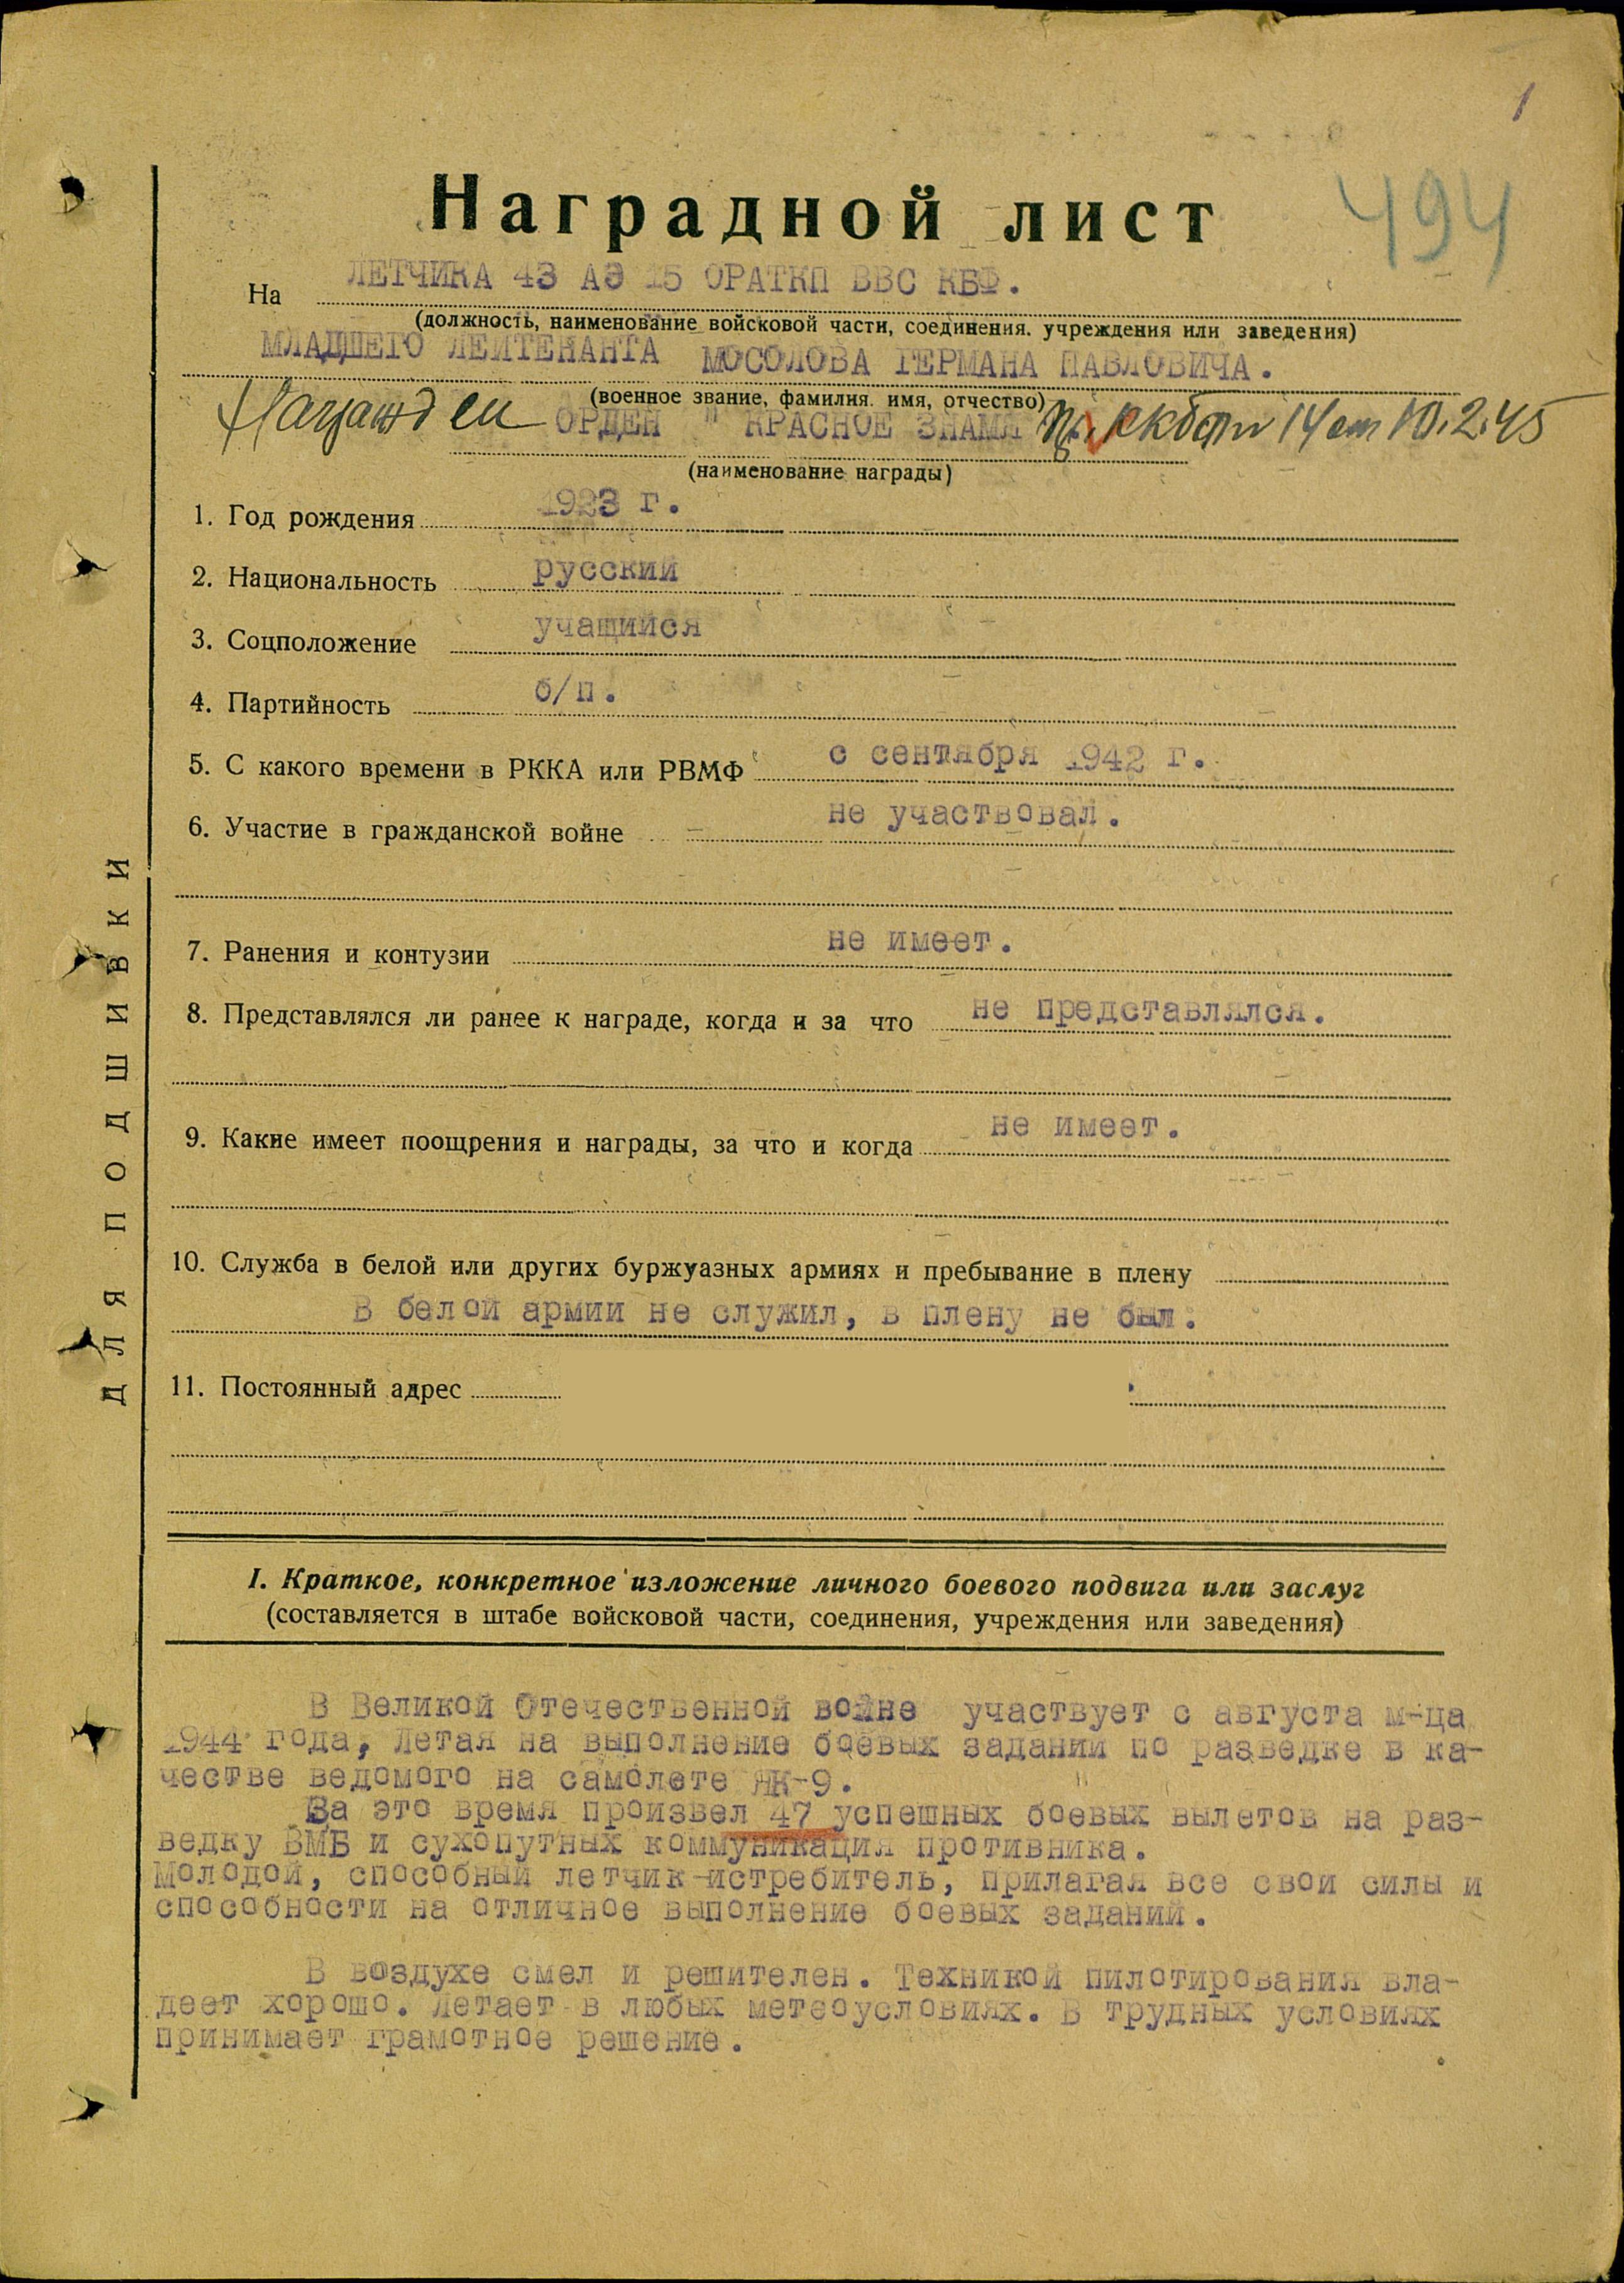 1
494
Наградной лист
На ЛЕТЧИКА 43 АЭ 15 ОРАТКП ВВС КБФ.
(должность, наименование войсковой части, соединения. учреждения или заведения)
МЛАДШЕГО ЛЕЙТЕНАНТА МОСОЛОВА ГЕРМАНА ПАВЛОВИЧА.
(военное звание, фамилия. имя, отчество)
Награжден ОРДЕН " КРАСНОЕ ЗНАМЯ 14 от 10.2.45
(наименование награды)
1. Год рождения 1923 г.
2. Национальность русский
3. Соцположение учащийся
4. Партийность б/п.
5. С какого времени в РККА или РВМФ с сентября 1942 г.
6. Участие в гражданской войне не участвовал.
7. Ранения и контузии не имеет.
8. Представлялся ли ранее к награде, когда и за что не представлялся.
9. Какие имеет поощрения и награды, за что и когда не имеет.
10. Служба в белой или других буржуазных армиях и пребывание в плену
В белой армии не служил, в плену не был.
11. Постоянный адрес
I. Краткое, конкретное изложение личного боевого подвига или заслуг
(составляется в штабе войсковой части, соединения, учреждения или заведения)
В Великой Отечественной войне участвует с августа м-ца
1944 года, летая на выполнение боевых заданий по разведке в ка-
честве ведомого на самолете ЯК-9.
За это время произвел 47 успешных боевых вылетов на раз-
ведку ВМБ и сухопутных коммуникация противника.
Молодой, способный летчик-истребитель, прилагая все свои силы и
способности на отличное выполнение боевых заданий.
В воздухе смел и решителен. Техникой пилотирования вла-
деет хорошо. Летает в любых метеоусловиях. В трудных условиях
принимает грамотное решение.
ДЛЯ ПОДШИВКИ